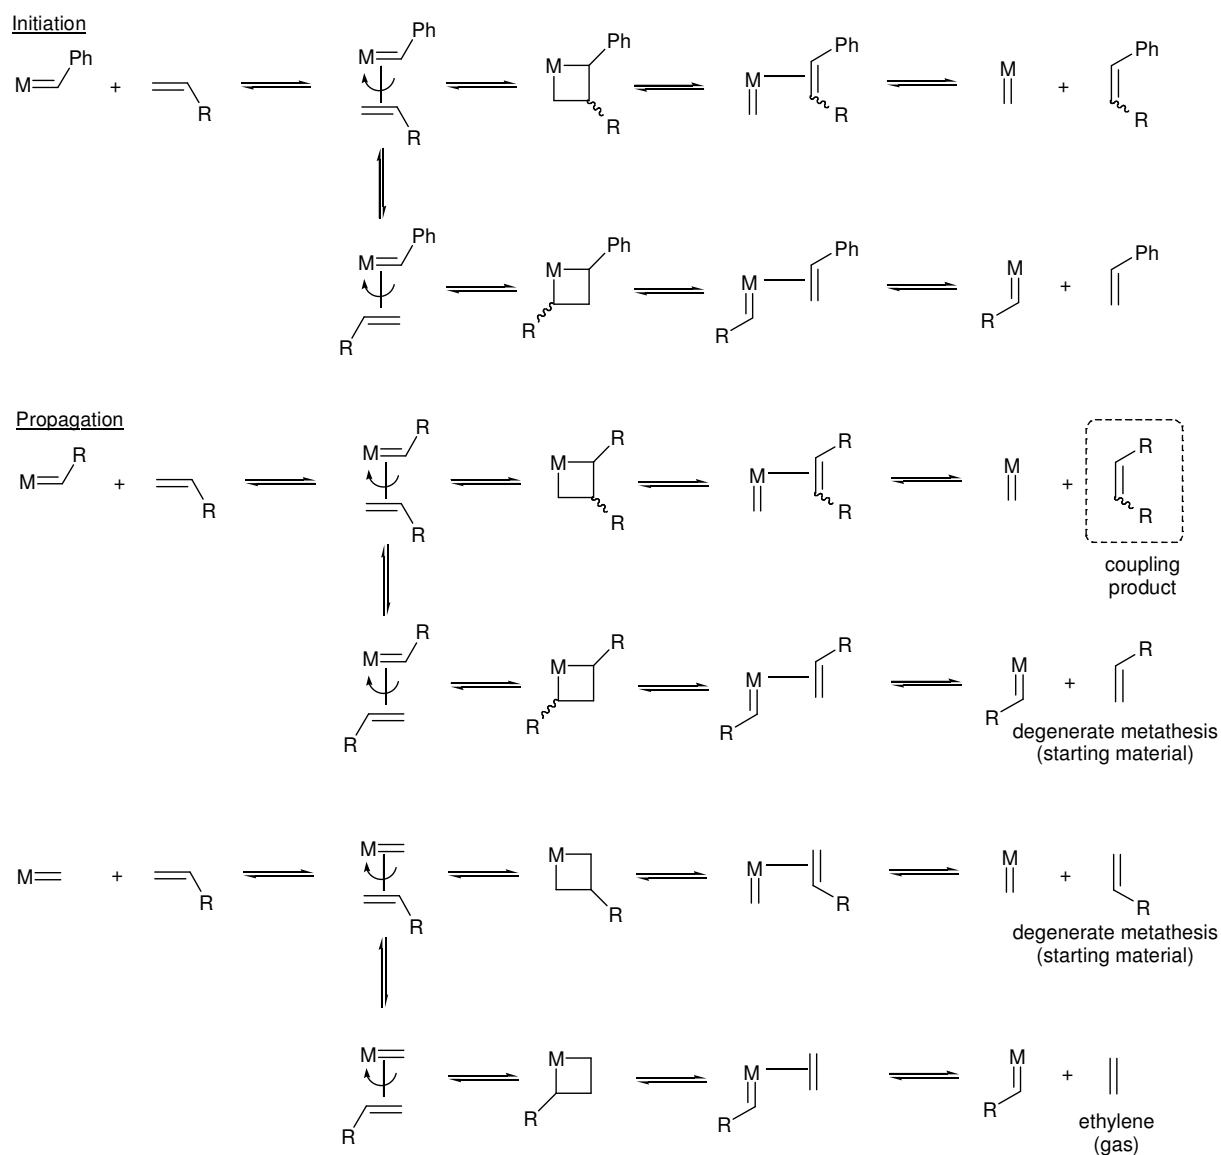 Initiation
Ph
M
+
R
M
Ph
R
M
Ph
R
M
Ph
R
M
+
Ph
R
M
Ph
R
M
Ph
R
M
Ph
R
M
R
+
Ph
Propagation
R
M
+
R
M
R
R
M
R
R
M
R
R
M
+
R
R
coupling
product
M
R
R
M
R
R
M
R
R
M
R
+
R
degenerate metathesis
(starting material)
M
+
R
M
R
M
R
M
R
M
+
R
degenerate metathesis
(starting material)
M
R
M
R
M
R
M
R
+
ethylene
(gas)